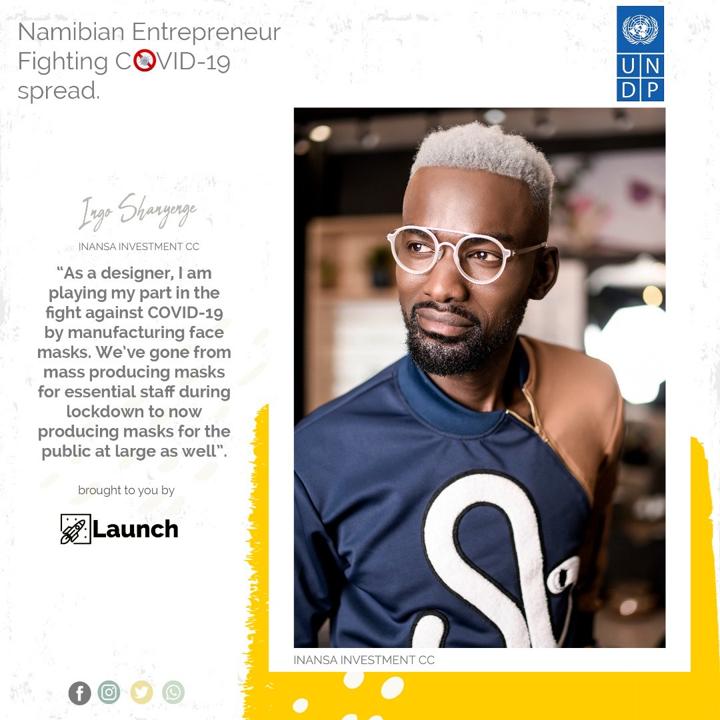 Namibian Entrepreneur
Fighting COVID-19
spread.
UN
DP
Ingo Shanyenge
INANSA INVESTMENT CC
“As a designer, I am
playing my part in the
fight against COVID-19
by manufacturing face
masks. We've gone from
mass producing masks
for essential staff during
lockdown to now
producing masks for the
public at large as well”.
brought to you by
Launch
INANSA INVESTMENT CC